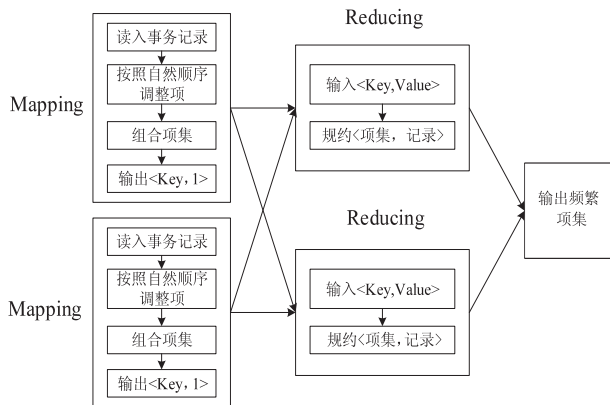 Mapping
读入事务记录
按照自然顺序
调整项
组合项集
输出<Key, 1>
Mapping
读入事务记录
按照自然顺序
调整项
组合项集
输出<Key, 1>
Reducing
输入<Key,Value>
规约<项集，记录>
Reducing
输入<Key,Value>
规约<项集，记录>
输出频繁
项集